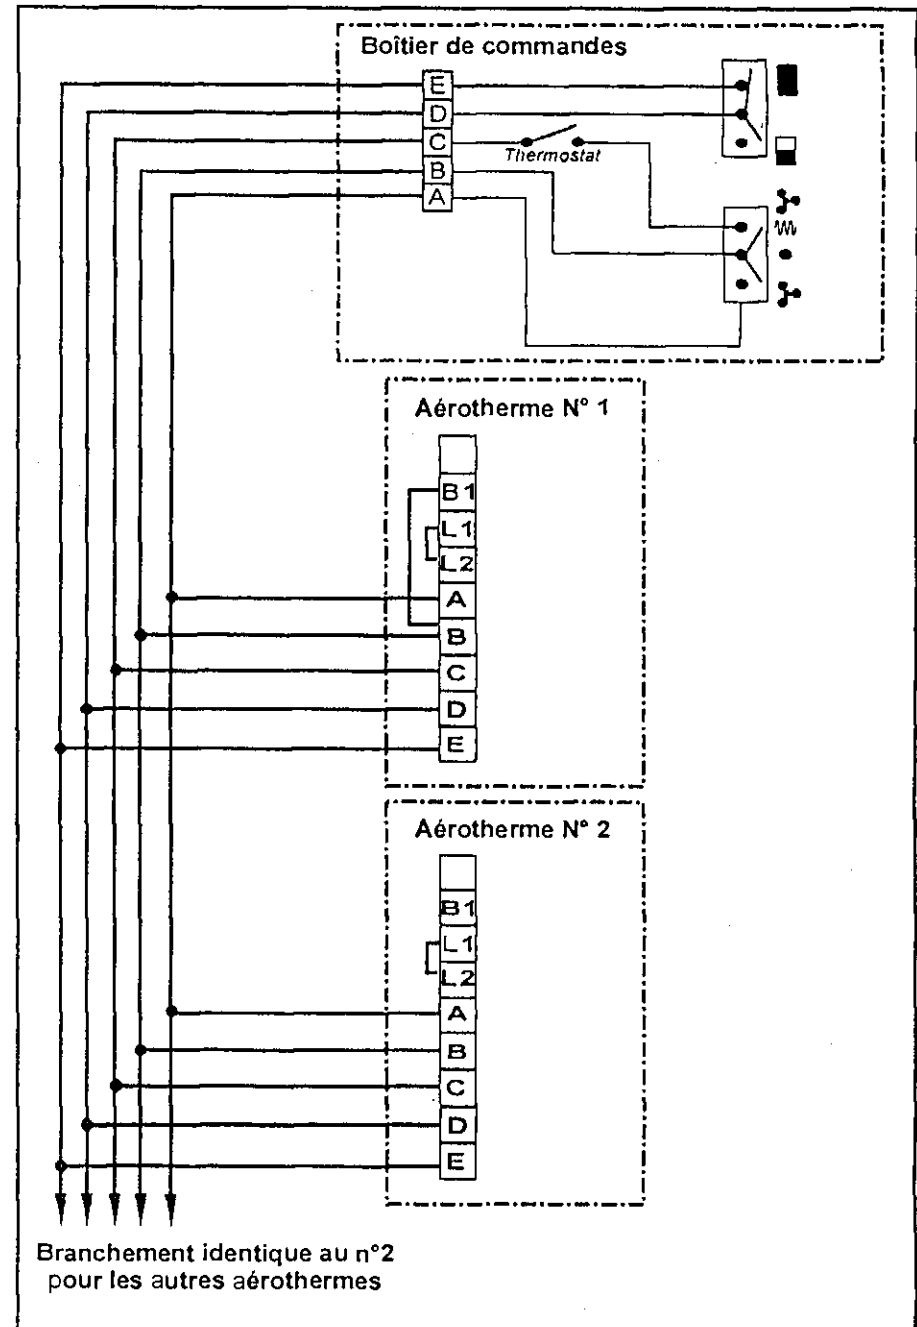 Boîtier de commandes
E
D
C
B
A
Thermostat
Aérotherme N° 1
B1
L1
L2
A
B
C
D
E
Aérotherme N° 2
B1
L1
L2
A
B
C
D
E
Branchement identique au n°2
pour les autres aérothermes